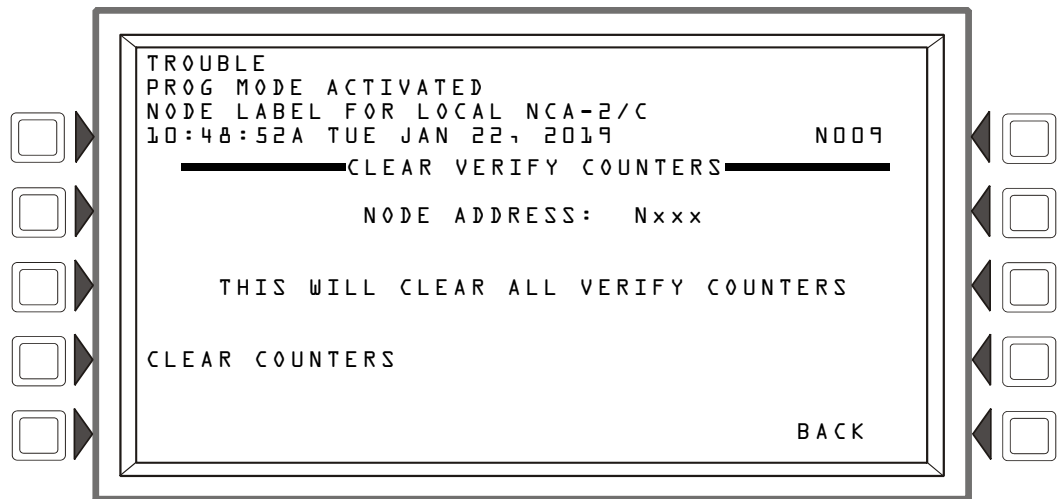 TROUBLE
PROG MODE ACTIVATED
NODE LABEL FOR LOCAL NCA-2/C
10:48:52A TUE JAN 22, 2019 N009
CLEAR VERIFY COUNTERS
NODE ADDRESS: Nxxx
THIS WILL CLEAR ALL VERIFY COUNTERS
CLEAR COUNTERS
BACK